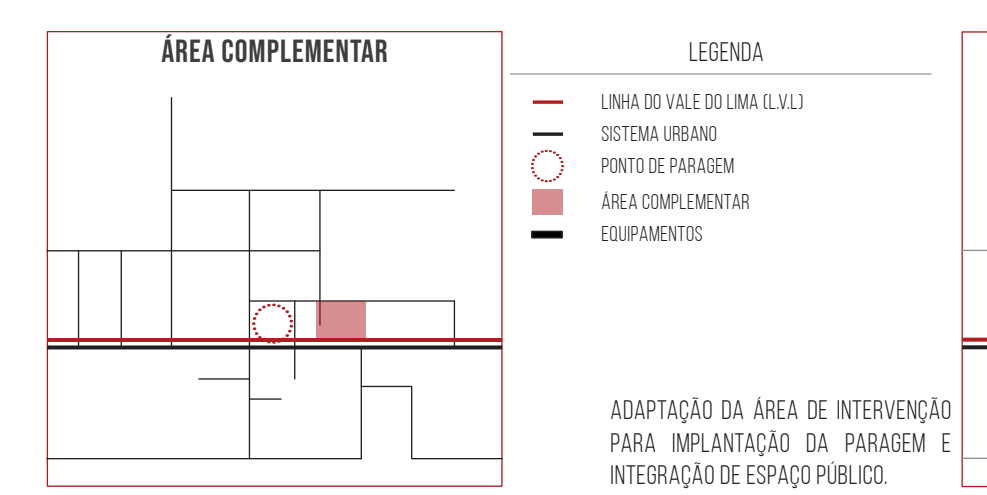 ÁREA COMPLEMENTAR
LEGENDA
LINHA DO VALE DO LIMA (L.V.L)
SISTEMA URBANO
PONTO DE PARAGEM
ÁREA COMPLEMENTAR
EQUIPAMENTOS
ADAPTAÇÃO DA ÁREA DE INTERVENÇÃO
PARA IMPLANTAÇÃO DA PARAGEM E
INTEGRAÇÃO DE ESPAÇO PÚBLICO.